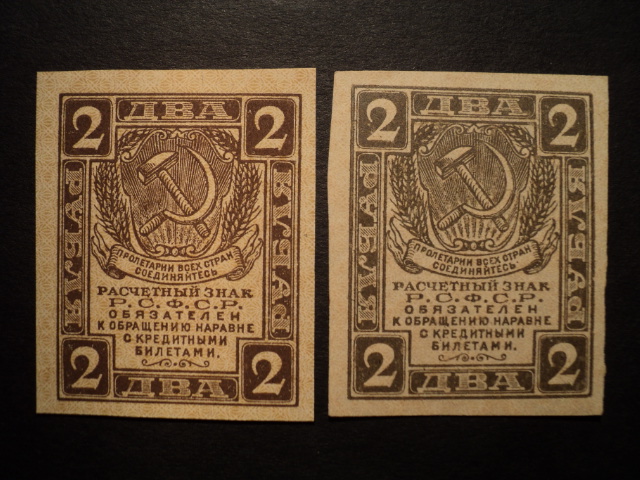 2 ДВА 2
РУБЛЯ
РУБЛЯ
ПРОЛЕТАРИИ ВСЕХ СТРАН
СОЕДИНЯЙТЕСЬ
РАСЧЕТНЫЙ ЗНАК
Р.С.Ф.С.Р.
ОБЯЗАТЕЛЕН
К ОБРАЩЕНИЮ НАРАВНЕ
С КРЕДИТНЫМИ
БИЛЕТАМИ.
2 ДВА 2
2 ДВА 2
РУБЛЯ
РУБЛЯ
ПРОЛЕТАРИИ ВСЕХ СТРАН
СОЕДИНЯЙТЕСЬ
РАСЧЕТНЫЙ ЗНАК
Р.С.Ф.С.Р.
ОБЯЗАТЕЛЕН
К ОБРАЩЕНИЮ НАРАВНЕ
С КРЕДИТНЫМИ
БИЛЕТАМИ.
2 ДВА 2